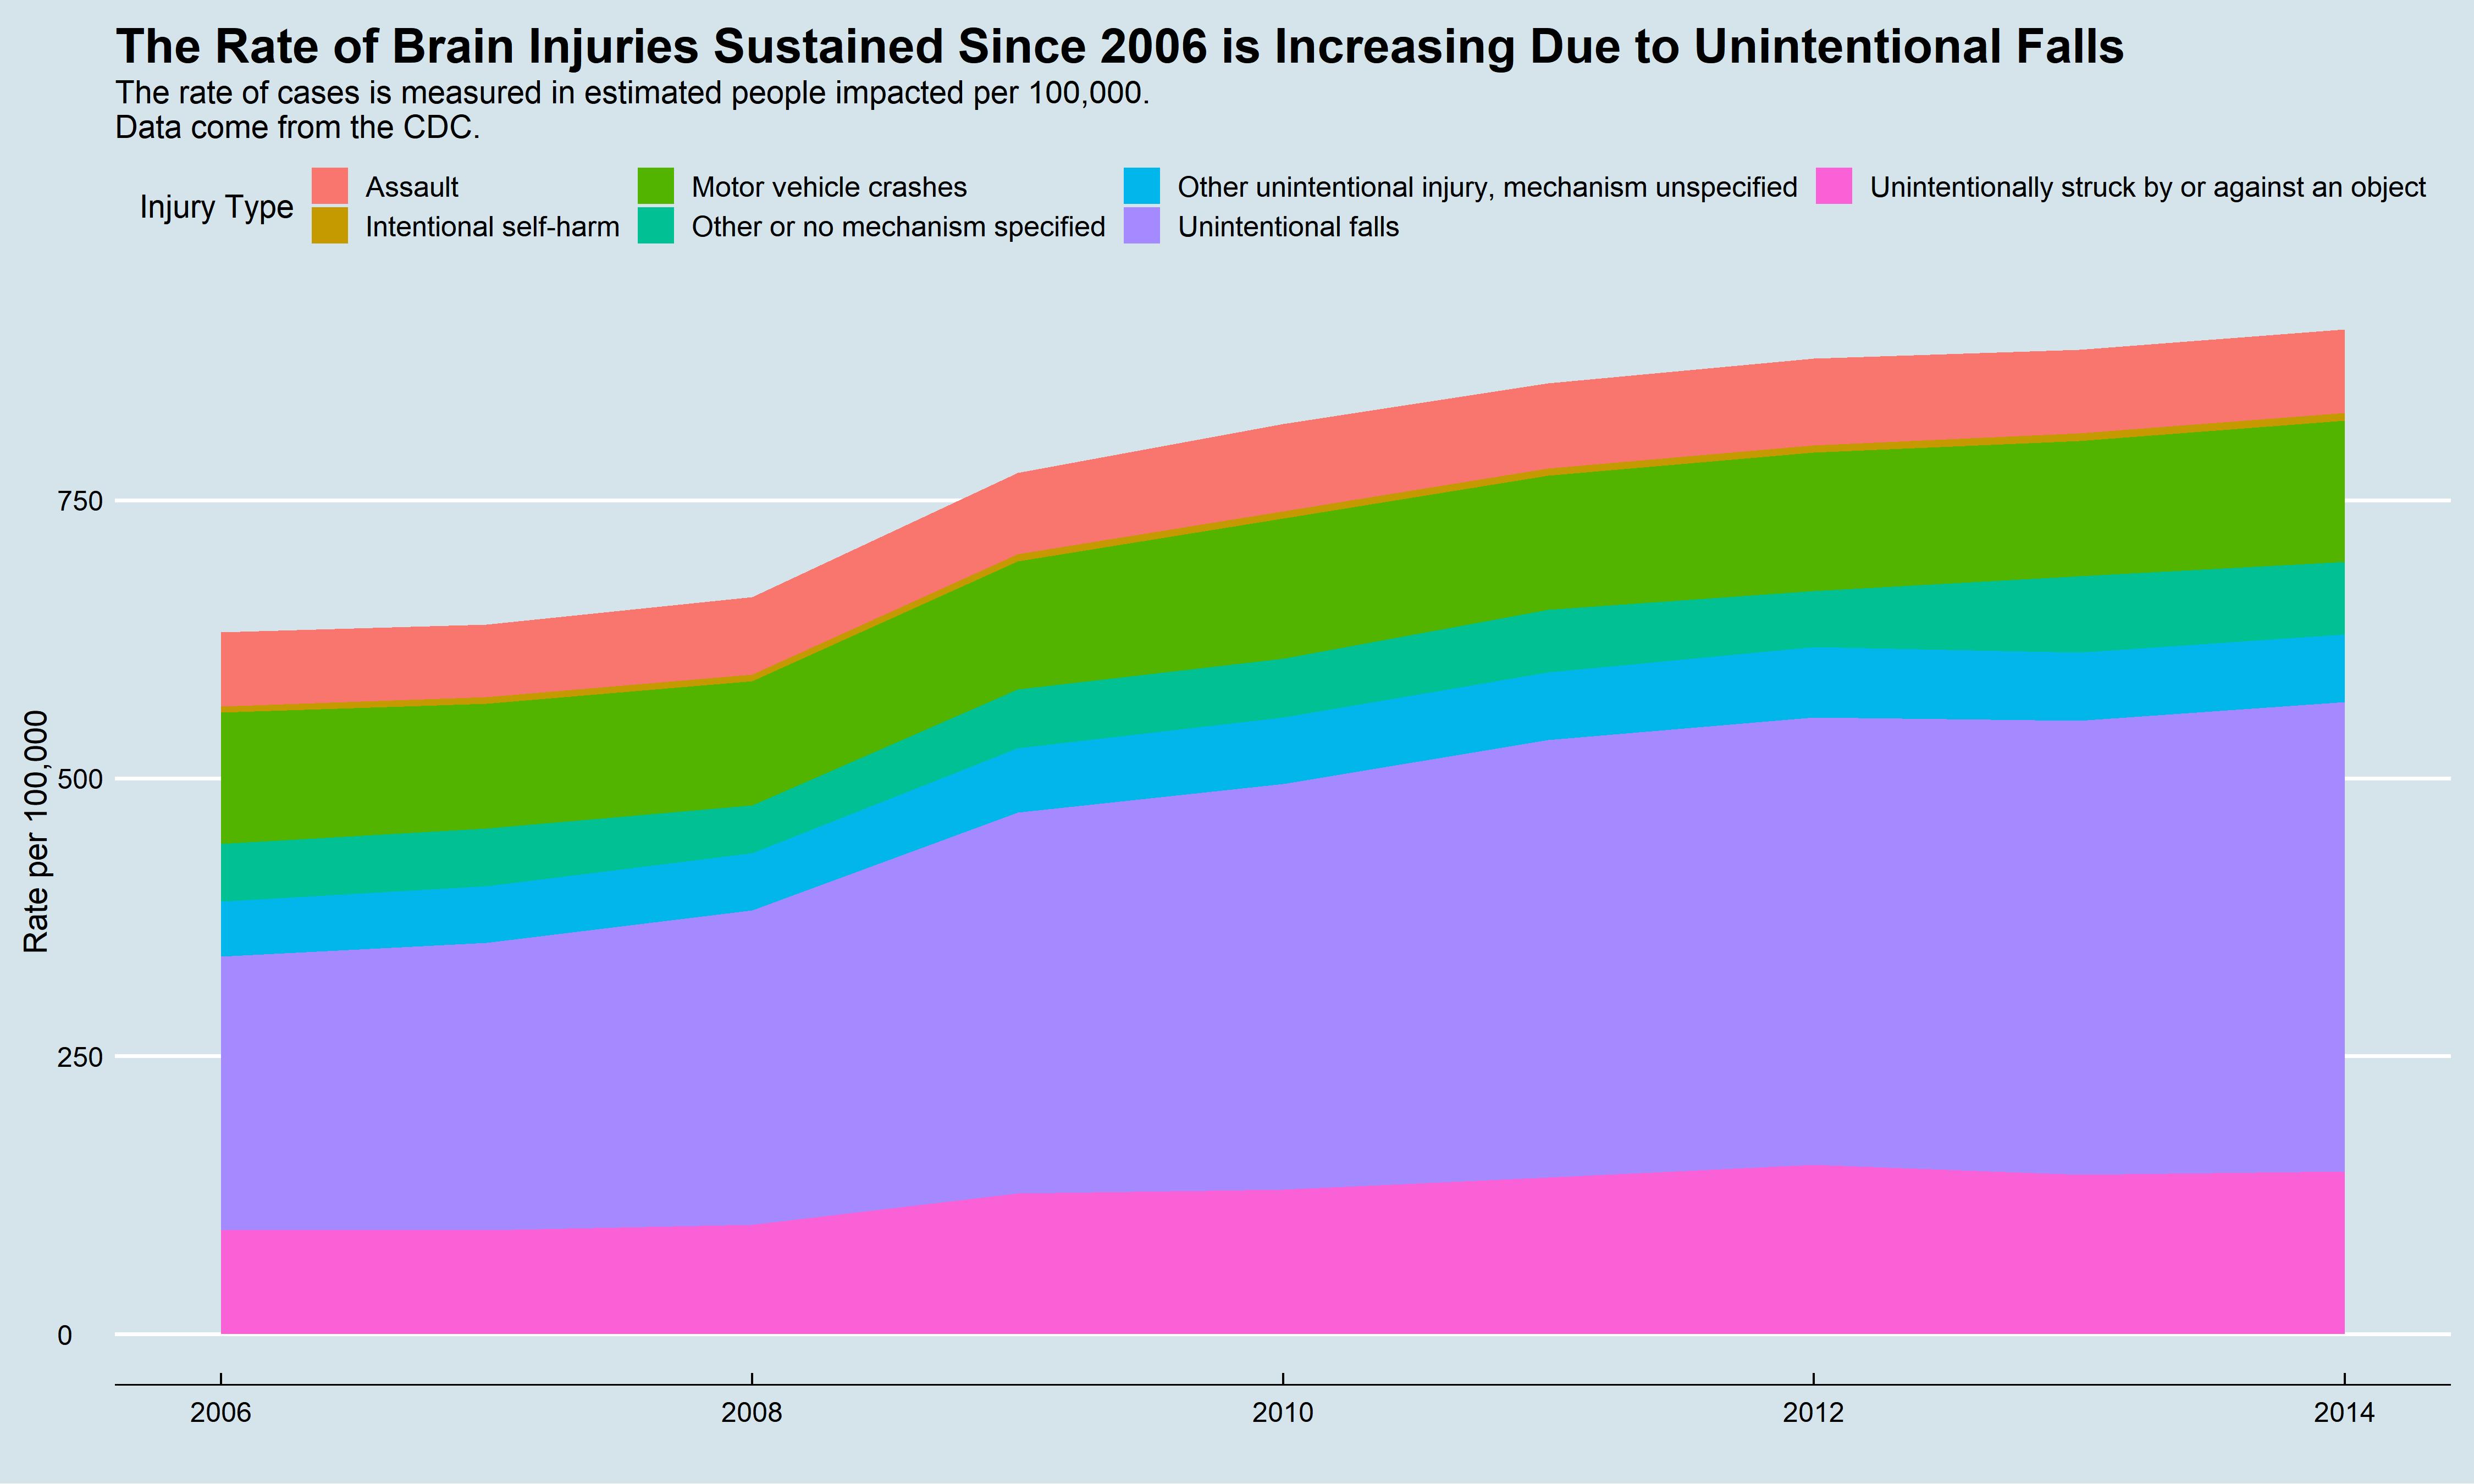 The Rate of Brain Injuries Sustained Since 2006 is Increasing Due to Unintentional Falls
The rate of cases is measured in estimated people impacted per 100,000.
Data come from the CDC.
Injury Type
Assault
Motor vehicle crashes
Other unintentional injury, mechanism unspecified
Unintentionally struck by or against an object
Intentional self-harm
Other or no mechanism specified
Unintentional falls
Rate per 100,000
750
500
250
0
2006
2008
2010
2012
2014